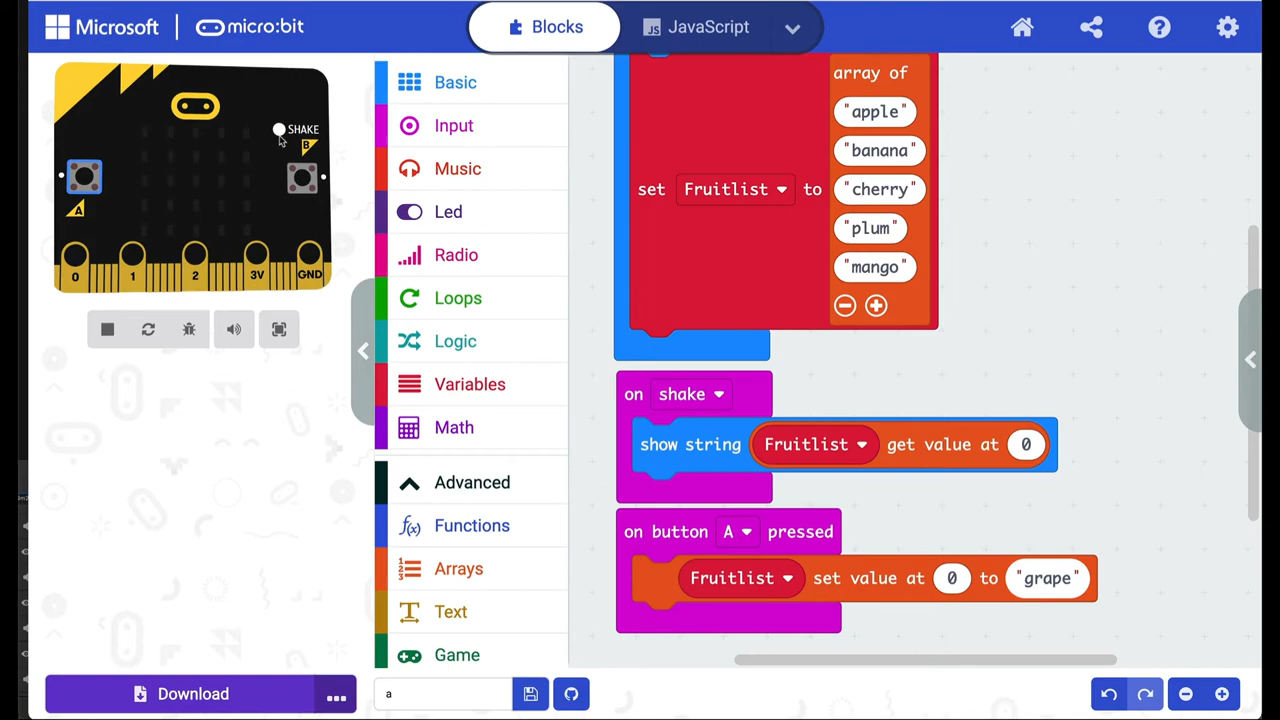 Microsoft
micro:bit
Blocks
JS JavaScript
SHAKE
B
A
0 1 2 3V GND
Basic
Input
Music
Led
Radio
Loops
Logic
Variables
Math
Advanced
f(x) Functions
Arrays
Text
Game
array of
"apple"
"banana"
"cherry"
"plum"
"mango"
set Fruitlist to
on shake
show string Fruitlist get value at 0
on button A pressed
Fruitlist set value at 0 to "grape"
Download
a